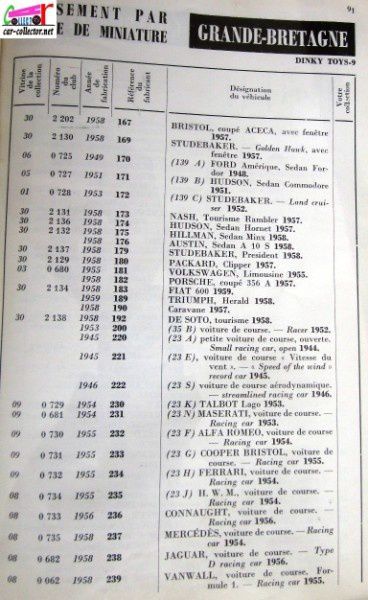 COLLECTOR
car-collector.net
SEMENT PAR
E DE MINIATURE
GRANDE-BRETAGNE
91
DINKY TOYS-9
Vitrine de la collection
Numéro du club
Année de fabrication
Référence du fabricant
Désignation du véhicule
Votre collection
30 2 202 1958 167 BRISTOL, coupé ACECA, avec fenêtre 1957.
30 2 130 1958 169 STUDEBAKER. — Golden Hawk, avec fenêtre 1957.
06 0 725 1949 170 (139 A) FORD Amérique, Sedan Fordor 1948.
05 0 727 1951 171 (139 B) HUDSON, Sedan Commodore 1951.
01 0 728 1953 172 (139 C) STUDEBAKER. — Land cruiser 1952.
30 2 131 1958 173 NASH, Tourisme Rambler 1957.
30 2 136 1958 174 HUDSON, Sedan Hornet 1957.
30 2 132 1958 175 HILLMAN, Sedan Minx 1958.
1958 176 AUSTIN, Sedan A 10 S 1958.
30 2 137 1958 179 STUDEBAKER, President 1958.
30 2 129 1958 180 PACKARD, Clipper 1957.
03 0 680 1955 181 VOLKSWAGEN, Limousine 1955.
1958 182 PORSCHE, coupé 356 A 1957.
30 2 134 1958 183 FIAT 600 1959.
1959 189 TRIUMPH, Herald 1958.
1958 190 Caravane 1957.
30 2 138 1958 192 DE SOTO, tourisme 1958.
1953 200 (35 B) voiture de course. — Racer 1952.
1945 220 (23 A) petite voiture de course, ouverte. Small racing car, open 1944.
1945 221 (23 E), voiture de course « Vitesse du vent ». — « Speed of the wind » record car 1945.
1946 222 (23 S) voiture de course aérodynamique. — streamlined racing car 1946.
09 0 729 1954 230 (23 K) TALBOT Lago 1953.
09 0 681 1954 231 (23 N) MASERATI, voiture de course. — Racing car 1953.
09 0 730 1955 232 (23 F) ALFA ROMEO, voiture de course — Racing car 1954.
09 0 731 1955 233 (23 G) COOPER BRISTOL, voiture de course. — Racing car 1955.
09 0 732 1955 234 (23 H) FERRARI, voiture de course. — Racing car 1954.
08 0 734 1955 235 (23 J) H. W. M., voiture de course. — Racing car 1954.
08 0 733 1956 236 CONNAUGHT, voiture de course. — Racing car 1956.
08 0 735 1958 237 MERCÉDÈS, voiture de course. — Racing car 1954.
08 0 682 1958 238 JAGUAR, voiture de course. — Type D racing car 1956.
08 0 062 1958 239 VANWALL, voiture de course. Formule 1. — Racing car 1955.